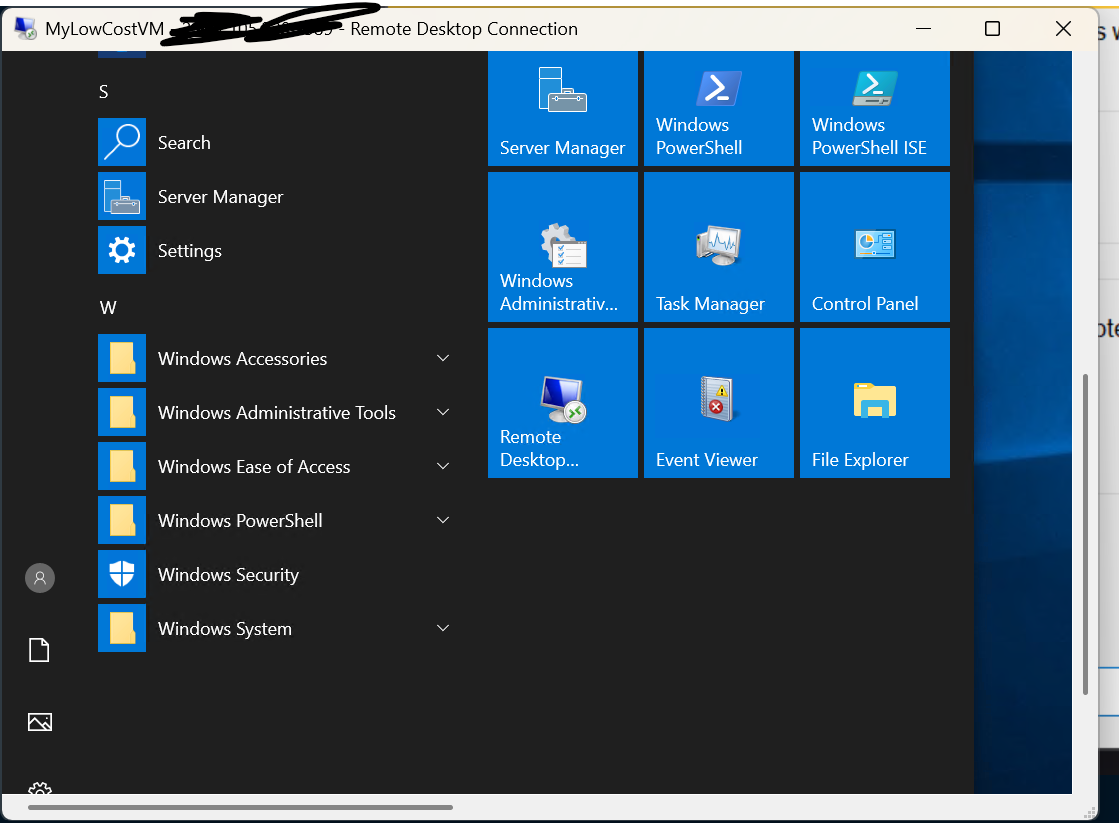 MyLowCostVM - Remote Desktop Connection
S
Search
Server Manager
Settings
W
Windows Accessories
Windows Administrative Tools
Windows Ease of Access
Windows PowerShell
Windows Security
Windows System
Server Manager
Windows
PowerShell
Windows
PowerShell ISE
Windows
Administrativ...
Task Manager
Control Panel
Remote
Desktop...
Event Viewer
File Explorer